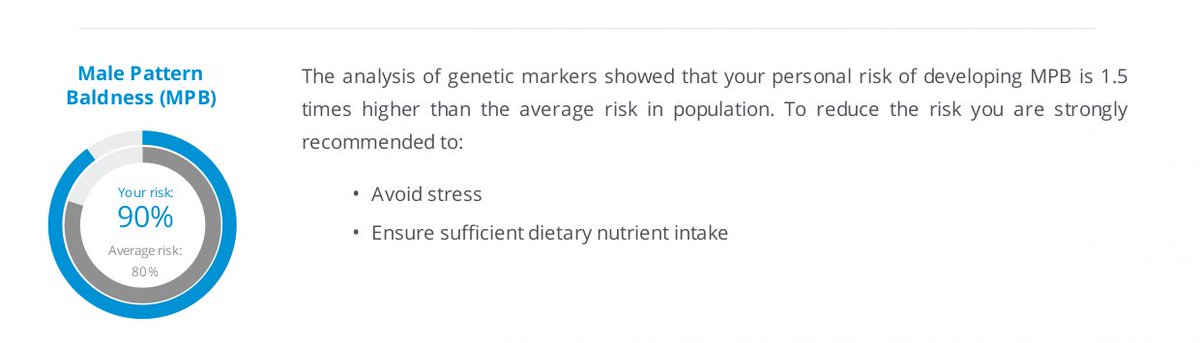 Male Pattern
Baldness (MPB)
Your risk:
90%
Average risk:
80%
The analysis of genetic markers showed that your personal risk of developing MPB is 1.5
times higher than the average risk in population. To reduce the risk you are strongly
recommended to:
• Avoid stress
• Ensure sufficient dietary nutrient intake